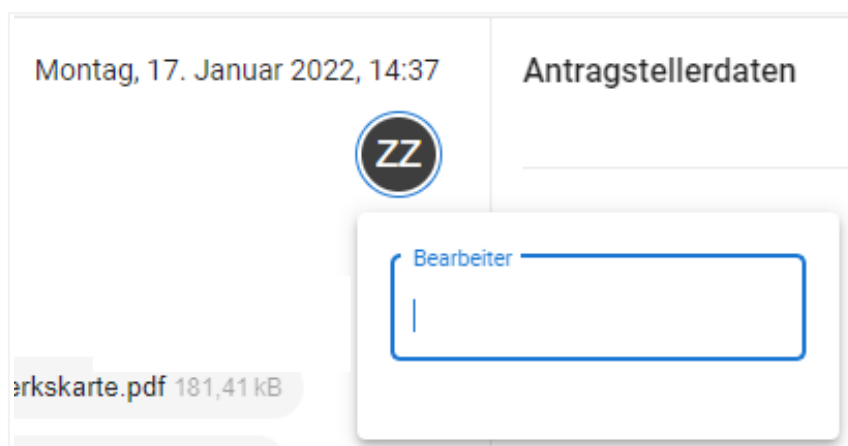 Montag, 17. Januar 2022, 14:37
Antragstellerdaten
ZZ
Bearbeiter
erkskarte.pdf 181,41 kB